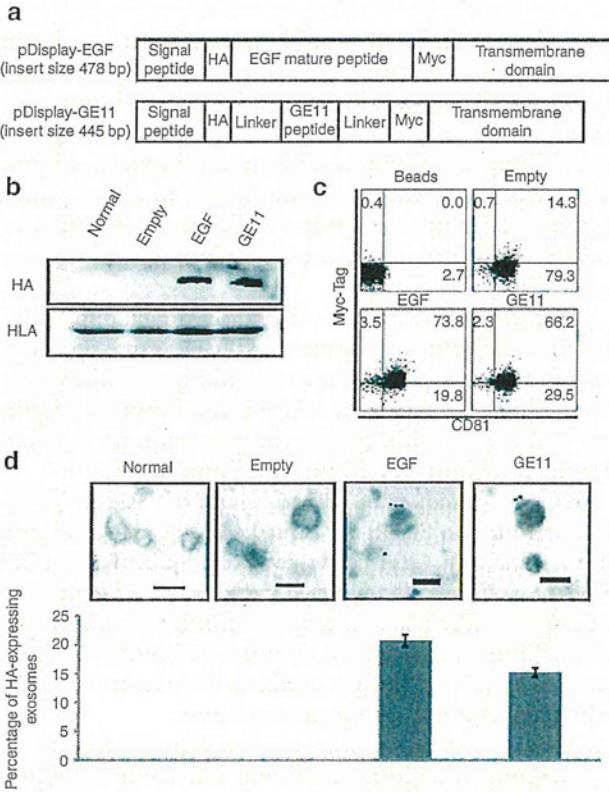 a
pDisplay-EGF
(insert size 478 bp)
Signal
peptide
HA
EGF mature peptide
Myc
Transmembrane
domain
pDisplay-GE11
(insert size 445 bp)
Signal
peptide
HA
Linker
GE11
peptide
Linker
Myc
Transmembrane
domain
b
Normal
Empty
EGF
GE11
HA
HLA
c
Beads
0.4
0.0
2.7
Empty
0.7
14.3
79.3
EGF
3.5
73.8
19.8
GE11
2.3
66.2
29.5
Myc-Tag
CD81
d
Normal
Empty
EGF
GE11
Percentage of HA-expressing
exosomes
25
20
15
10
5
0